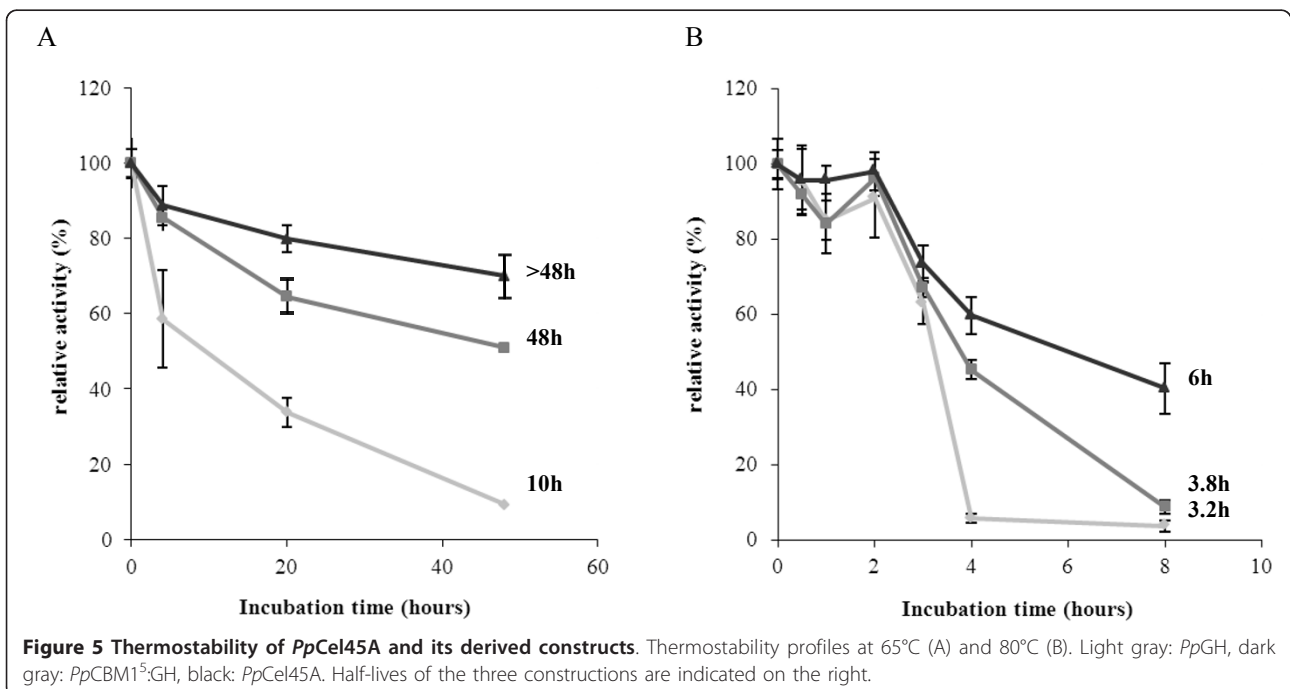 A
B
120
100
80
60
40
20
0
relative activity (%)
>48h
48h
10h
0
20
40
60
Incubation time (hours)
120
100
80
60
40
20
0
relative activity (%)
6h
3.8h
3.2h
0
2
4
6
8
10
Incubation time (hours)
Figure 5 Thermostability of PpCel45A and its derived constructs. Thermostability profiles at 65°C (A) and 80°C (B). Light gray: PpGH, dark
gray: PpCBM1⁵:GH, black: PpCel45A. Half-lives of the three constructions are indicated on the right.